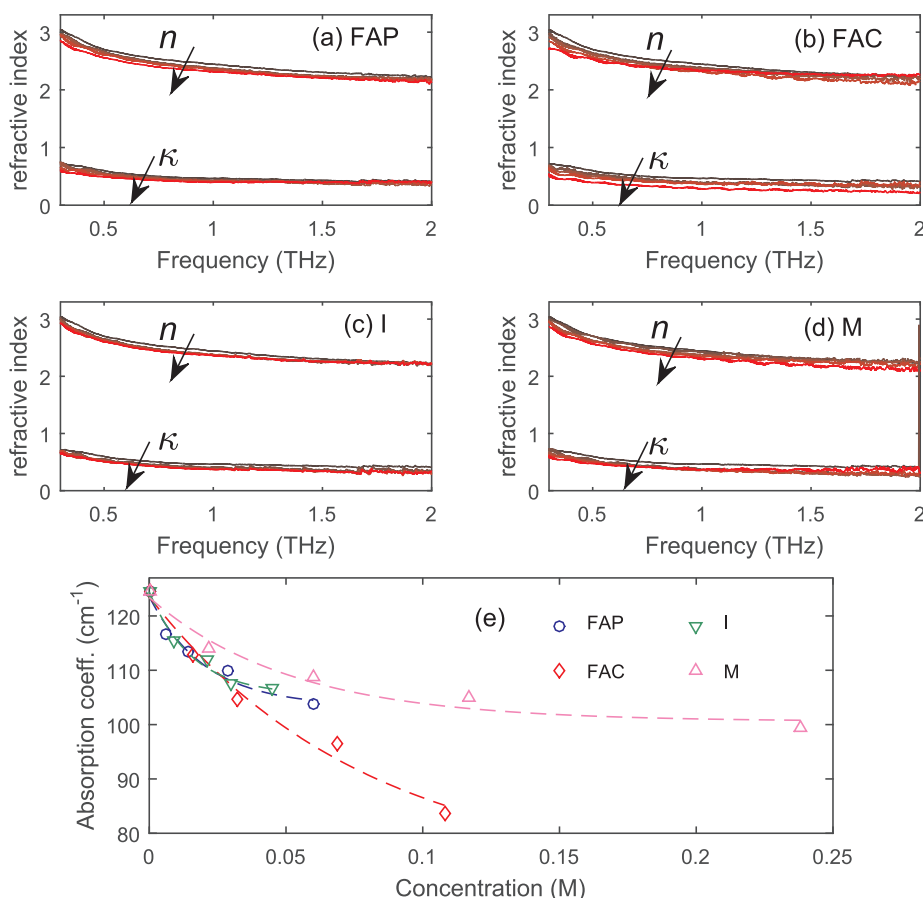 (a) FAP
n
κ
refractive index
3
2
1
0
0.5
1
1.5
2
Frequency (THz)
(b) FAC
n
κ
refractive index
3
2
1
0
0.5
1
1.5
2
Frequency (THz)
(c) I
n
κ
refractive index
3
2
1
0
0.5
1
1.5
2
Frequency (THz)
(d) M
n
κ
refractive index
3
2
1
0
0.5
1
1.5
2
Frequency (THz)
(e)
FAP
FAC
I
M
Absorption coeff. (cm⁻¹)
120
110
100
90
80
0
0.05
0.1
0.15
0.2
0.25
Concentration (M)